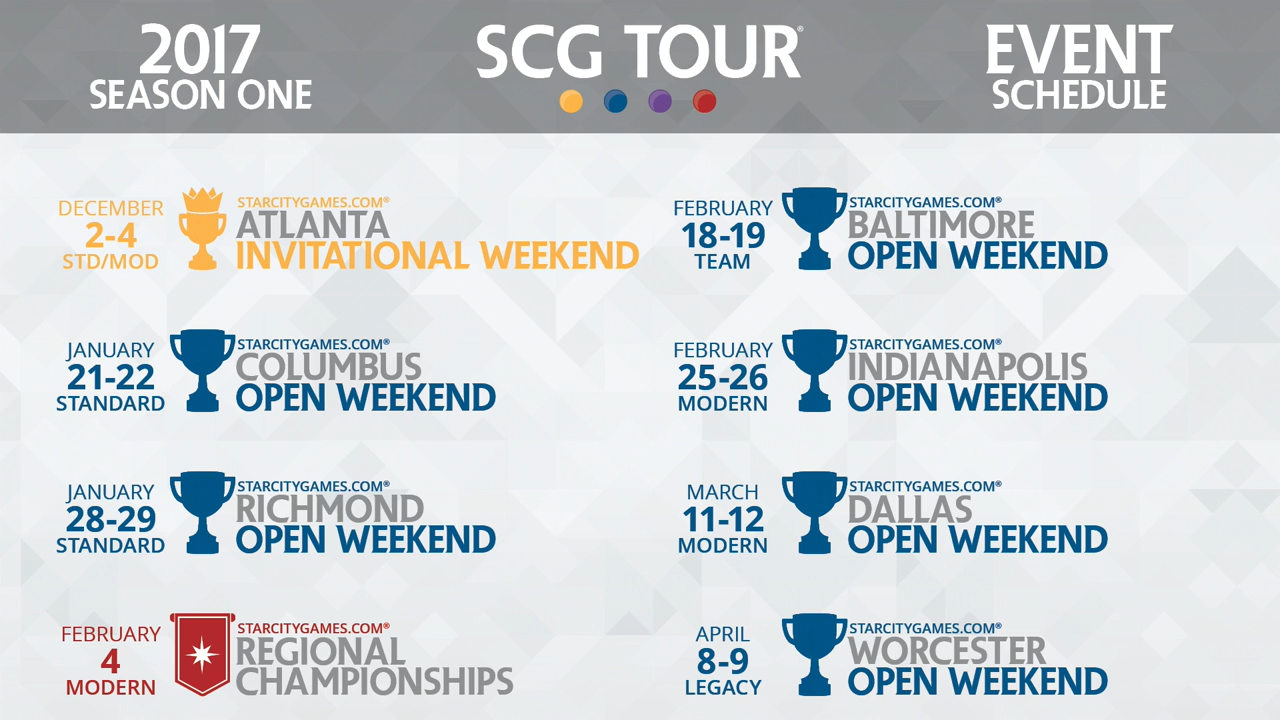 2017
SEASON ONE
SCG TOUR®
EVENT
SCHEDULE
DECEMBER
2-4
STD/MOD
STARCITYGAMES.COM®
ATLANTA
INVITATIONAL WEEKEND
JANUARY
21-22
STANDARD
STARCITYGAMES.COM®
COLUMBUS
OPEN WEEKEND
JANUARY
28-29
STANDARD
STARCITYGAMES.COM®
RICHMOND
OPEN WEEKEND
FEBRUARY
4
MODERN
STARCITYGAMES.COM®
REGIONAL
CHAMPIONSHIPS
FEBRUARY
18-19
TEAM
STARCITYGAMES.COM®
BALTIMORE
OPEN WEEKEND
FEBRUARY
25-26
MODERN
STARCITYGAMES.COM®
INDIANAPOLIS
OPEN WEEKEND
MARCH
11-12
MODERN
STARCITYGAMES.COM®
DALLAS
OPEN WEEKEND
APRIL
8-9
LEGACY
STARCITYGAMES.COM®
WORCESTER
OPEN WEEKEND